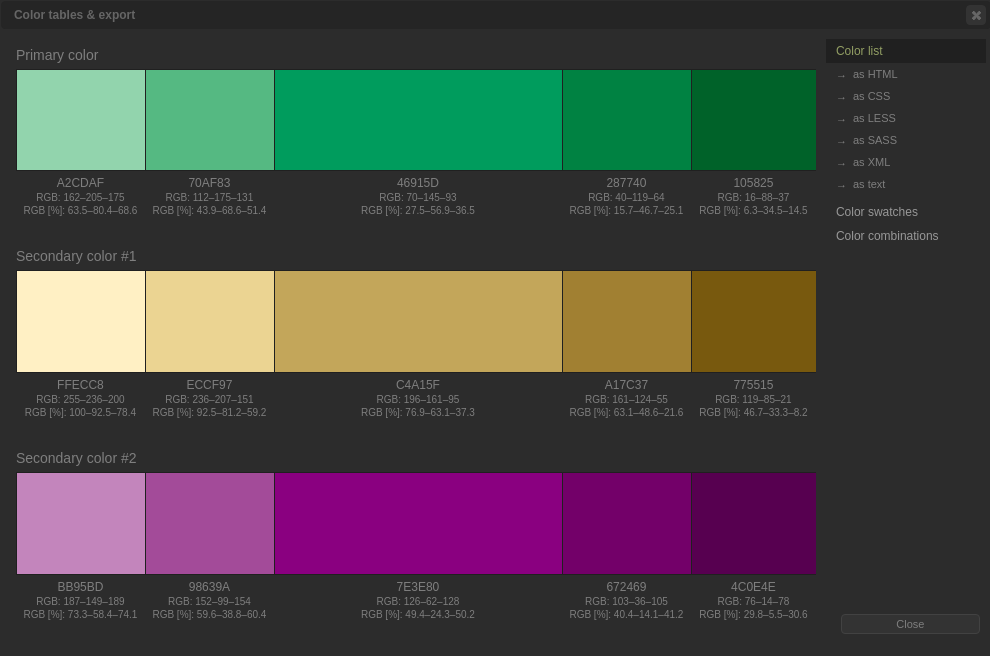 Color tables & export
Primary color
A2CDAF
RGB: 162–205–175
RGB [%]: 63.5–80.4–68.6
70AF83
RGB: 112–175–131
RGB [%]: 43.9–68.6–51.4
46915D
RGB: 70–145–93
RGB [%]: 27.5–56.9–36.5
287740
RGB: 40–119–64
RGB [%]: 15.7–46.7–25.1
105825
RGB: 16–88–37
RGB [%]: 6.3–34.5–14.5
Secondary color #1
FFECC8
RGB: 255–236–200
RGB [%]: 100–92.5–78.4
ECCF97
RGB: 236–207–151
RGB [%]: 92.5–81.2–59.2
C4A15F
RGB: 196–161–95
RGB [%]: 76.9–63.1–37.3
A17C37
RGB: 161–124–55
RGB [%]: 63.1–48.6–21.6
775515
RGB: 119–85–21
RGB [%]: 46.7–33.3–8.2
Secondary color #2
BB95BD
RGB: 187–149–189
RGB [%]: 73.3–58.4–74.1
98639A
RGB: 152–99–154
RGB [%]: 59.6–38.8–60.4
7E3E80
RGB: 126–62–128
RGB [%]: 49.4–24.3–50.2
672469
RGB: 103–36–105
RGB [%]: 40.4–14.1–41.2
4C0E4E
RGB: 76–14–78
RGB [%]: 29.8–5.5–30.6
Color list
→ as HTML
→ as CSS
→ as LESS
→ as SASS
→ as XML
→ as text
Color swatches
Color combinations
Close